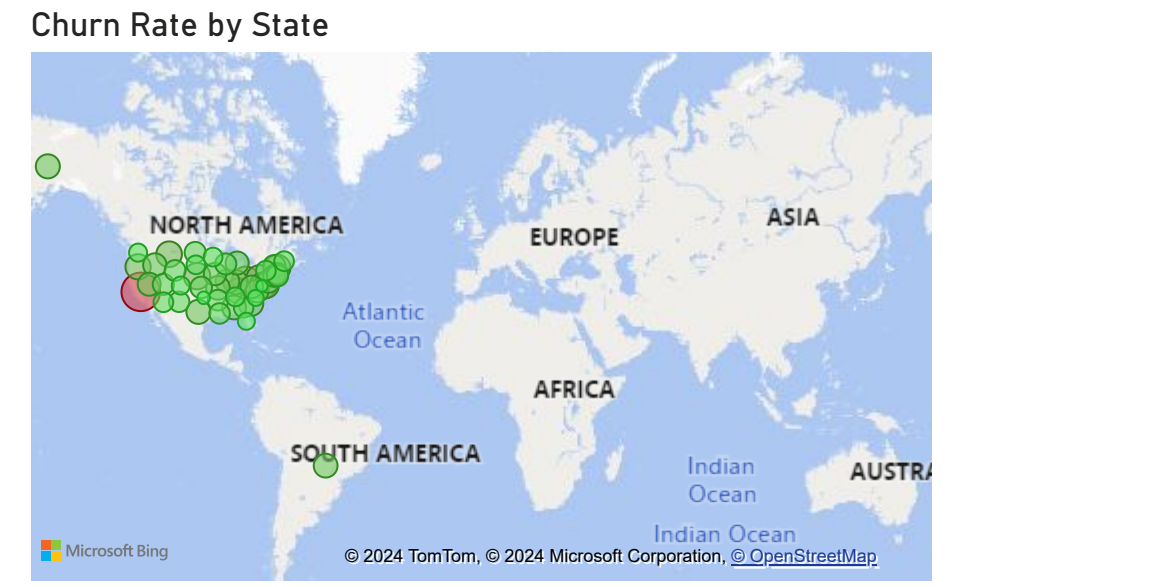 Churn Rate by State
NORTH AMERICA
EUROPE
ASIA
Atlantic
Ocean
AFRICA
SOUTH AMERICA
Indian
Ocean
AUSTRA
Indian Ocean
Microsoft Bing
© 2024 TomTom, © 2024 Microsoft Corporation, © OpenStreetMap